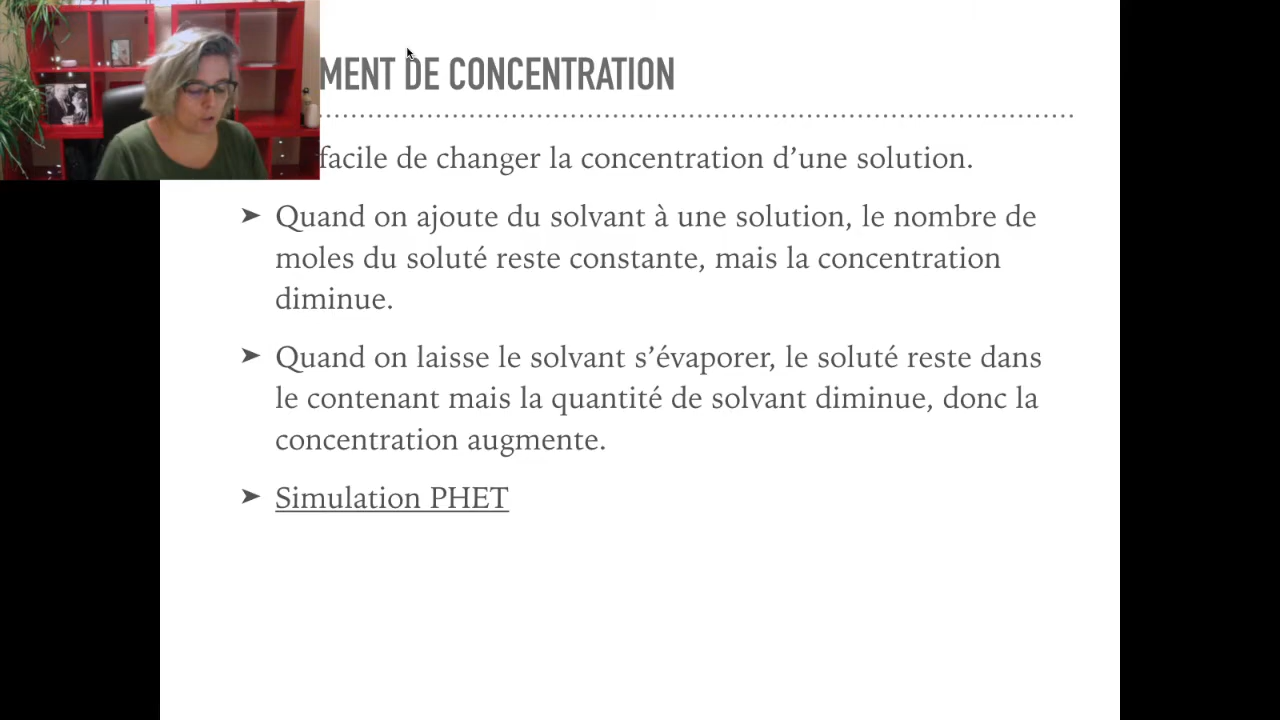 MENT DE CONCENTRATION
facile de changer la concentration d’une solution.
➤ Quand on ajoute du solvant à une solution, le nombre de
moles du soluté reste constante, mais la concentration
diminue.
➤ Quand on laisse le solvant s’évaporer, le soluté reste dans
le contenant mais la quantité de solvant diminue, donc la
concentration augmente.
➤ Simulation PHET